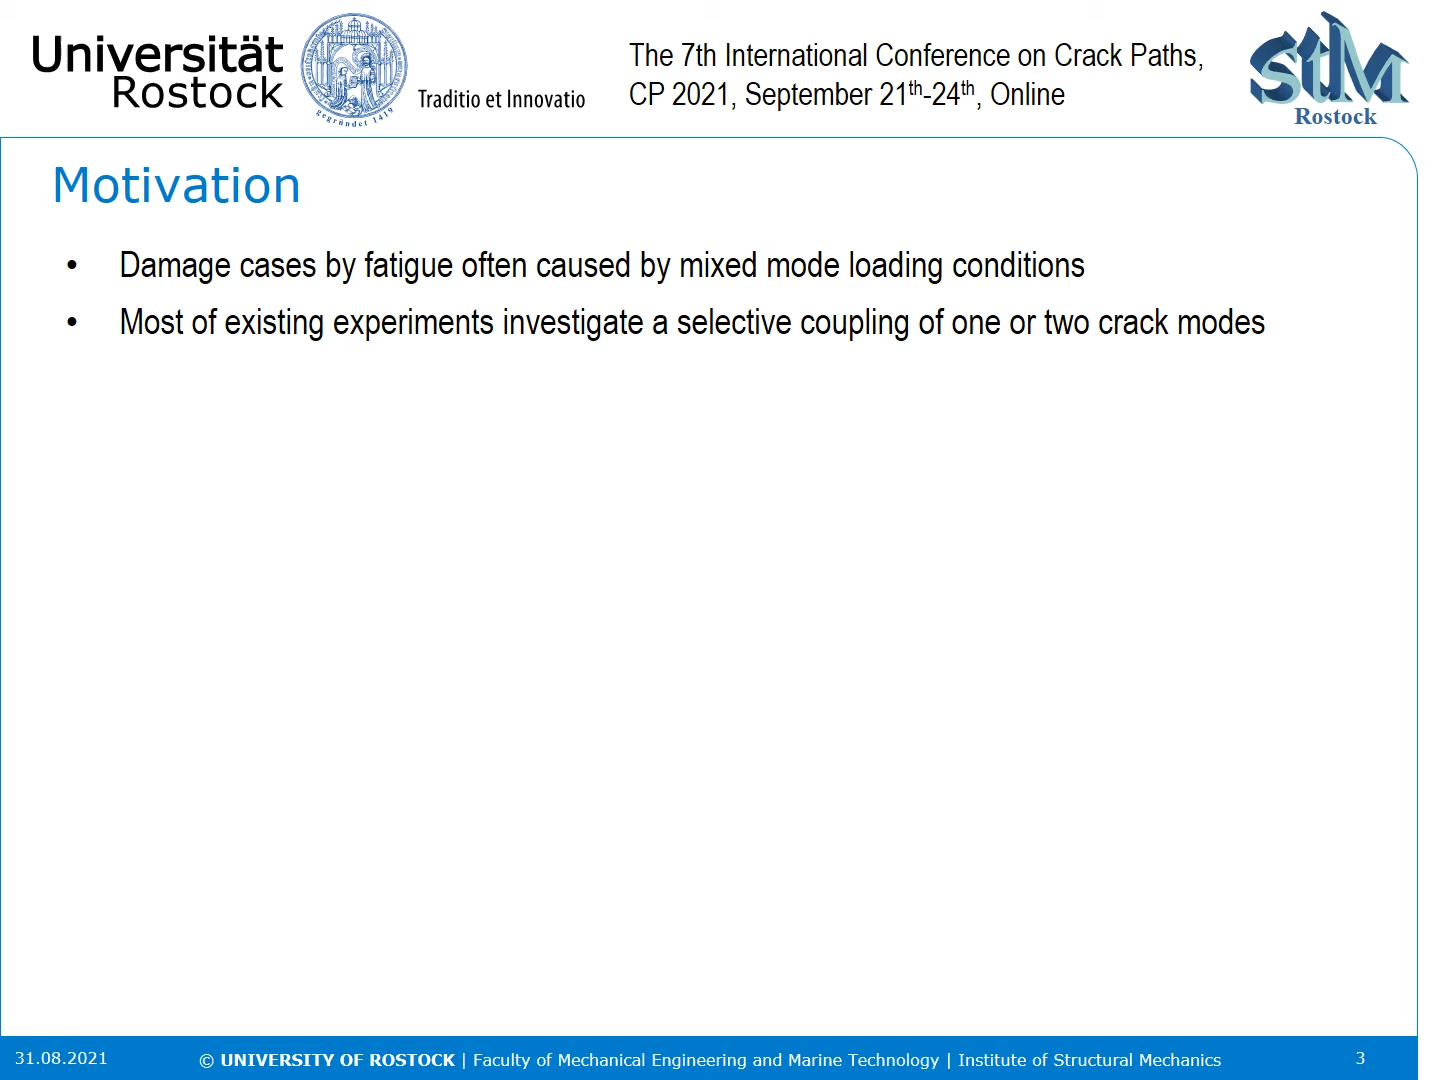 Universität
Rostock
gegründet 1419
Traditio et Innovatio
The 7th International Conference on Crack Paths,
CP 2021, September 21th-24th, Online
StM
Rostock
Motivation
• Damage cases by fatigue often caused by mixed mode loading conditions
• Most of existing experiments investigate a selective coupling of one or two crack modes
31.08.2021
© UNIVERSITY OF ROSTOCK | Faculty of Mechanical Engineering and Marine Technology | Institute of Structural Mechanics
3